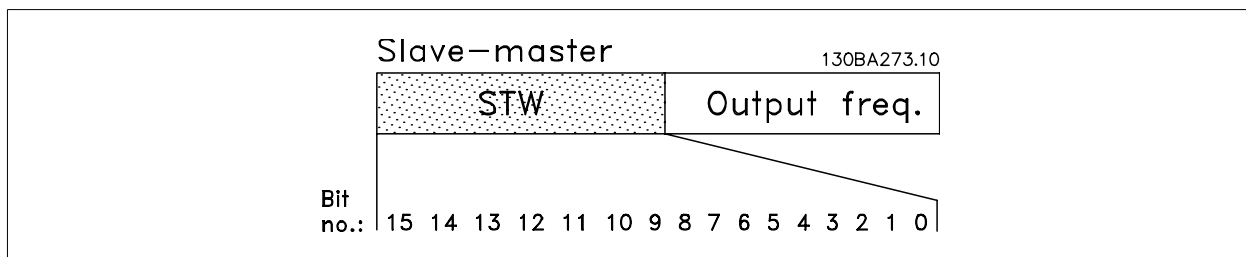 Slave-master 130BA273.10
STW Output freq.
Bit
no.: 15 14 13 12 11 10 9 8 7 6 5 4 3 2 1 0